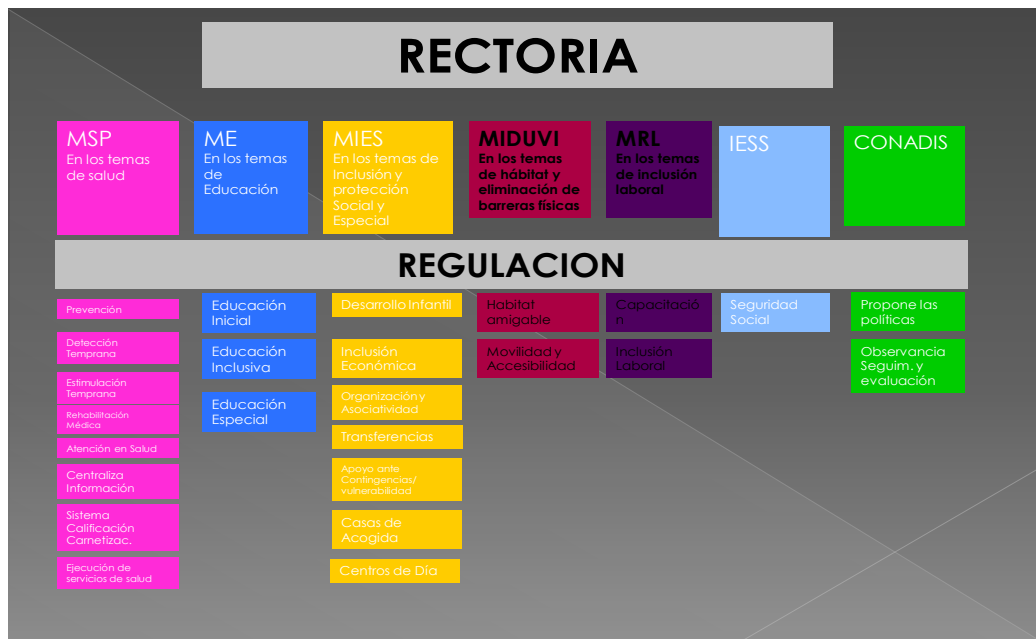 RECTORIA
MSP
En los temas
de salud
ME
En los temas
de
Educación
MIES
En los temas de
Inclusión y
protección
Social y
Especial
MIDUVI
En los temas
de hábitat y
eliminación de
barreras físicas
MRL
En los temas
de inclusión
laboral
IESS
CONADIS
REGULACION
Prevención
Detección
Temprana
Estimulación
Temprana
Rehabilitación
Médica
Atención en Salud
Centraliza
Información
Sistema
Calificación
Carnetizac.
Ejecución de
servicios de salud
Educación
Inicial
Educación
Inclusiva
Educación
Especial
Desarrollo Infantil
Inclusión
Económica
Organización y
Asociatividad
Transferencias
Apoyo ante
Contingencias/
vulnerabilidad
Casas de
Acogida
Centros de Día
Habitat
amigable
Movilidad y
Accesibilidad
Capacitació
n
Inclusión
Laboral
Seguridad
Social
Propone las
políticas
Observancia
Seguim. y
evaluación